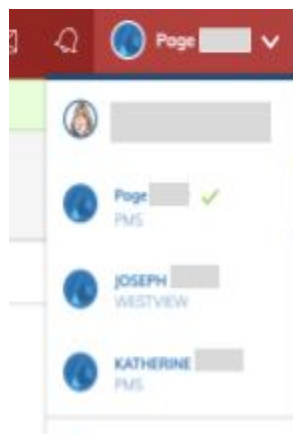 Page
Page
PMS
JOSEPH
WESTVIEW
KATHERINE
PMS